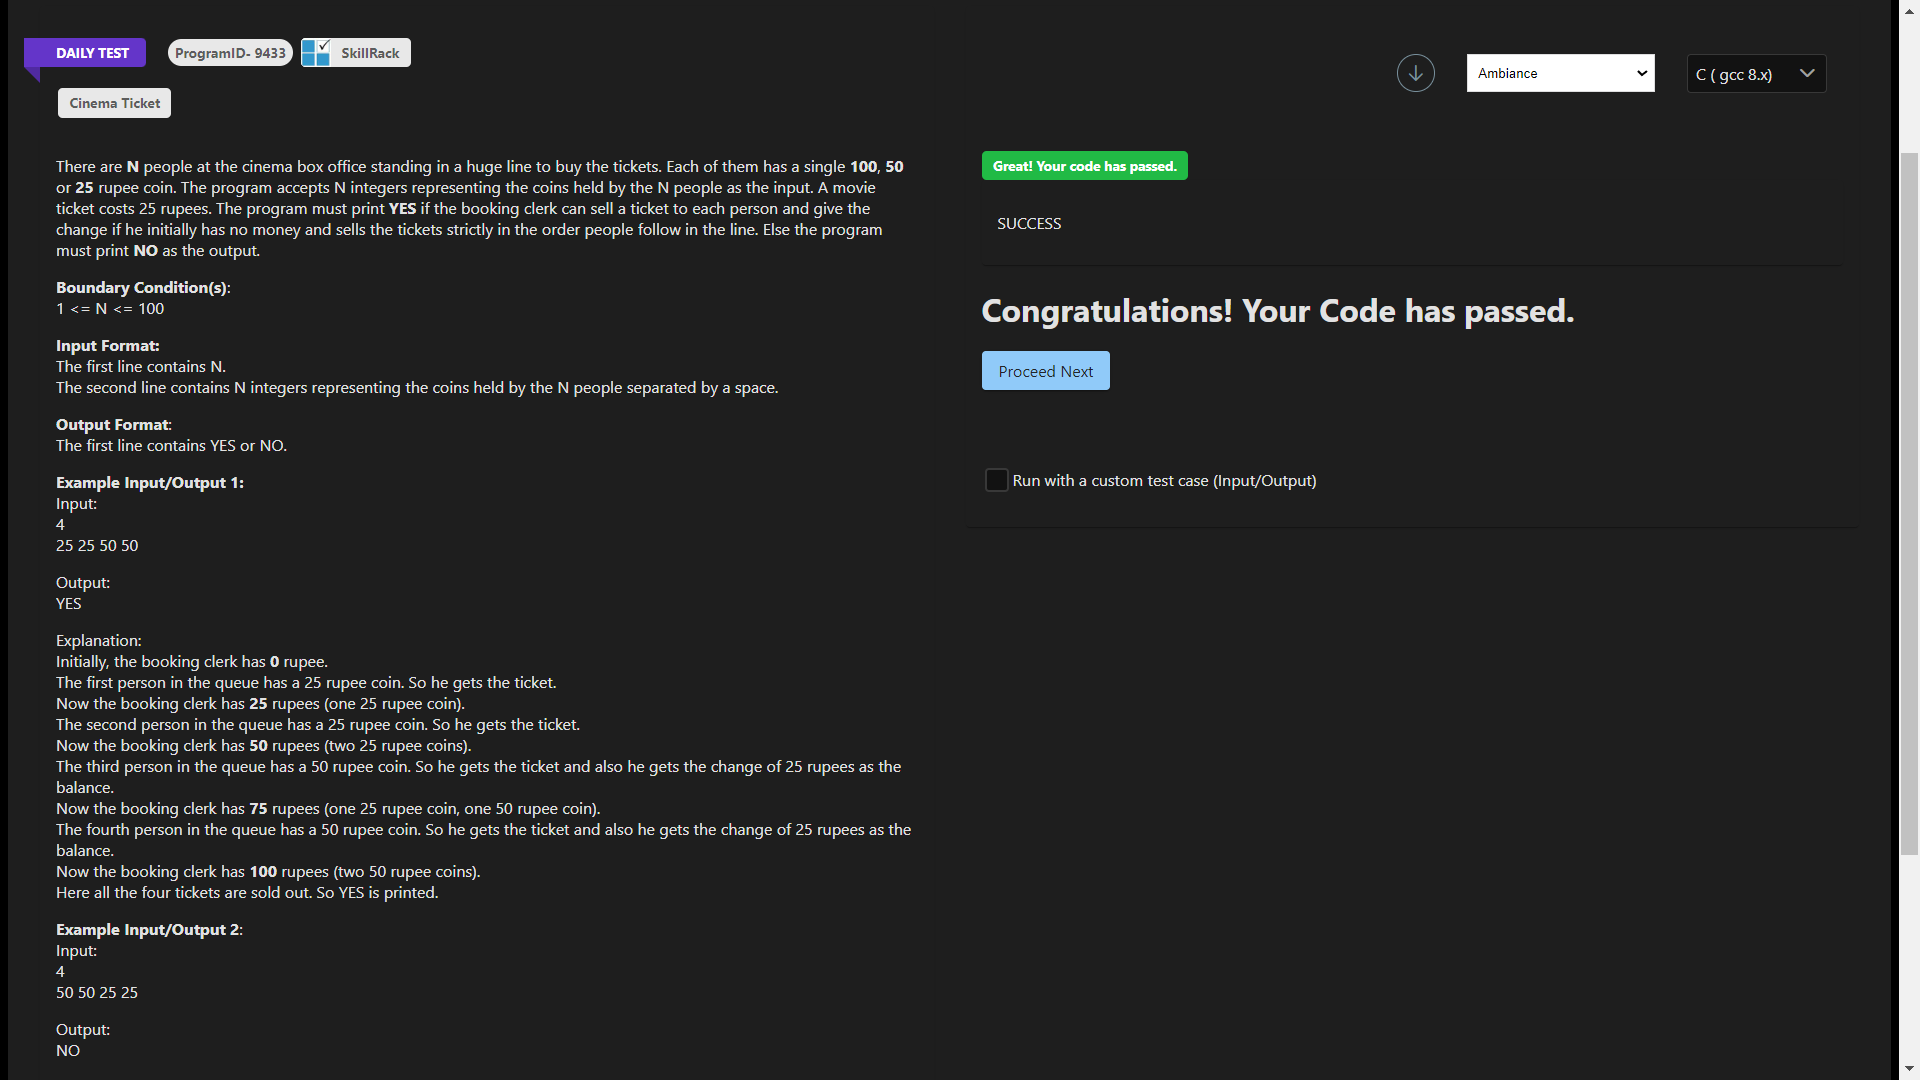 DAILY TEST
ProgramID- 9433
SkillRack
Ambiance
C ( gcc 8.x)
Cinema Ticket
There are N people at the cinema box office standing in a huge line to buy the tickets. Each of them has a single 100, 50
or 25 rupee coin. The program accepts N integers representing the coins held by the N people as the input. A movie
ticket costs 25 rupees. The program must print YES if the booking clerk can sell a ticket to each person and give the
change if he initially has no money and sells the tickets strictly in the order people follow in the line. Else the program
must print NO as the output.
Boundary Condition(s):
1 <= N <= 100
Input Format:
The first line contains N.
The second line contains N integers representing the coins held by the N people separated by a space.
Output Format:
The first line contains YES or NO.
Example Input/Output 1:
Input:
4
25 25 50 50
Output:
YES
Explanation:
Initially, the booking clerk has 0 rupee.
The first person in the queue has a 25 rupee coin. So he gets the ticket.
Now the booking clerk has 25 rupees (one 25 rupee coin).
The second person in the queue has a 25 rupee coin. So he gets the ticket.
Now the booking clerk has 50 rupees (two 25 rupee coins).
The third person in the queue has a 50 rupee coin. So he gets the ticket and also he gets the change of 25 rupees as the
balance.
Now the booking clerk has 75 rupees (one 25 rupee coin, one 50 rupee coin).
The fourth person in the queue has a 50 rupee coin. So he gets the ticket and also he gets the change of 25 rupees as the
balance.
Now the booking clerk has 100 rupees (two 50 rupee coins).
Here all the four tickets are sold out. So YES is printed.
Example Input/Output 2:
Input:
4
50 50 25 25
Output:
NO
Great! Your code has passed.
SUCCESS
Congratulations! Your Code has passed.
Proceed Next
Run with a custom test case (Input/Output)